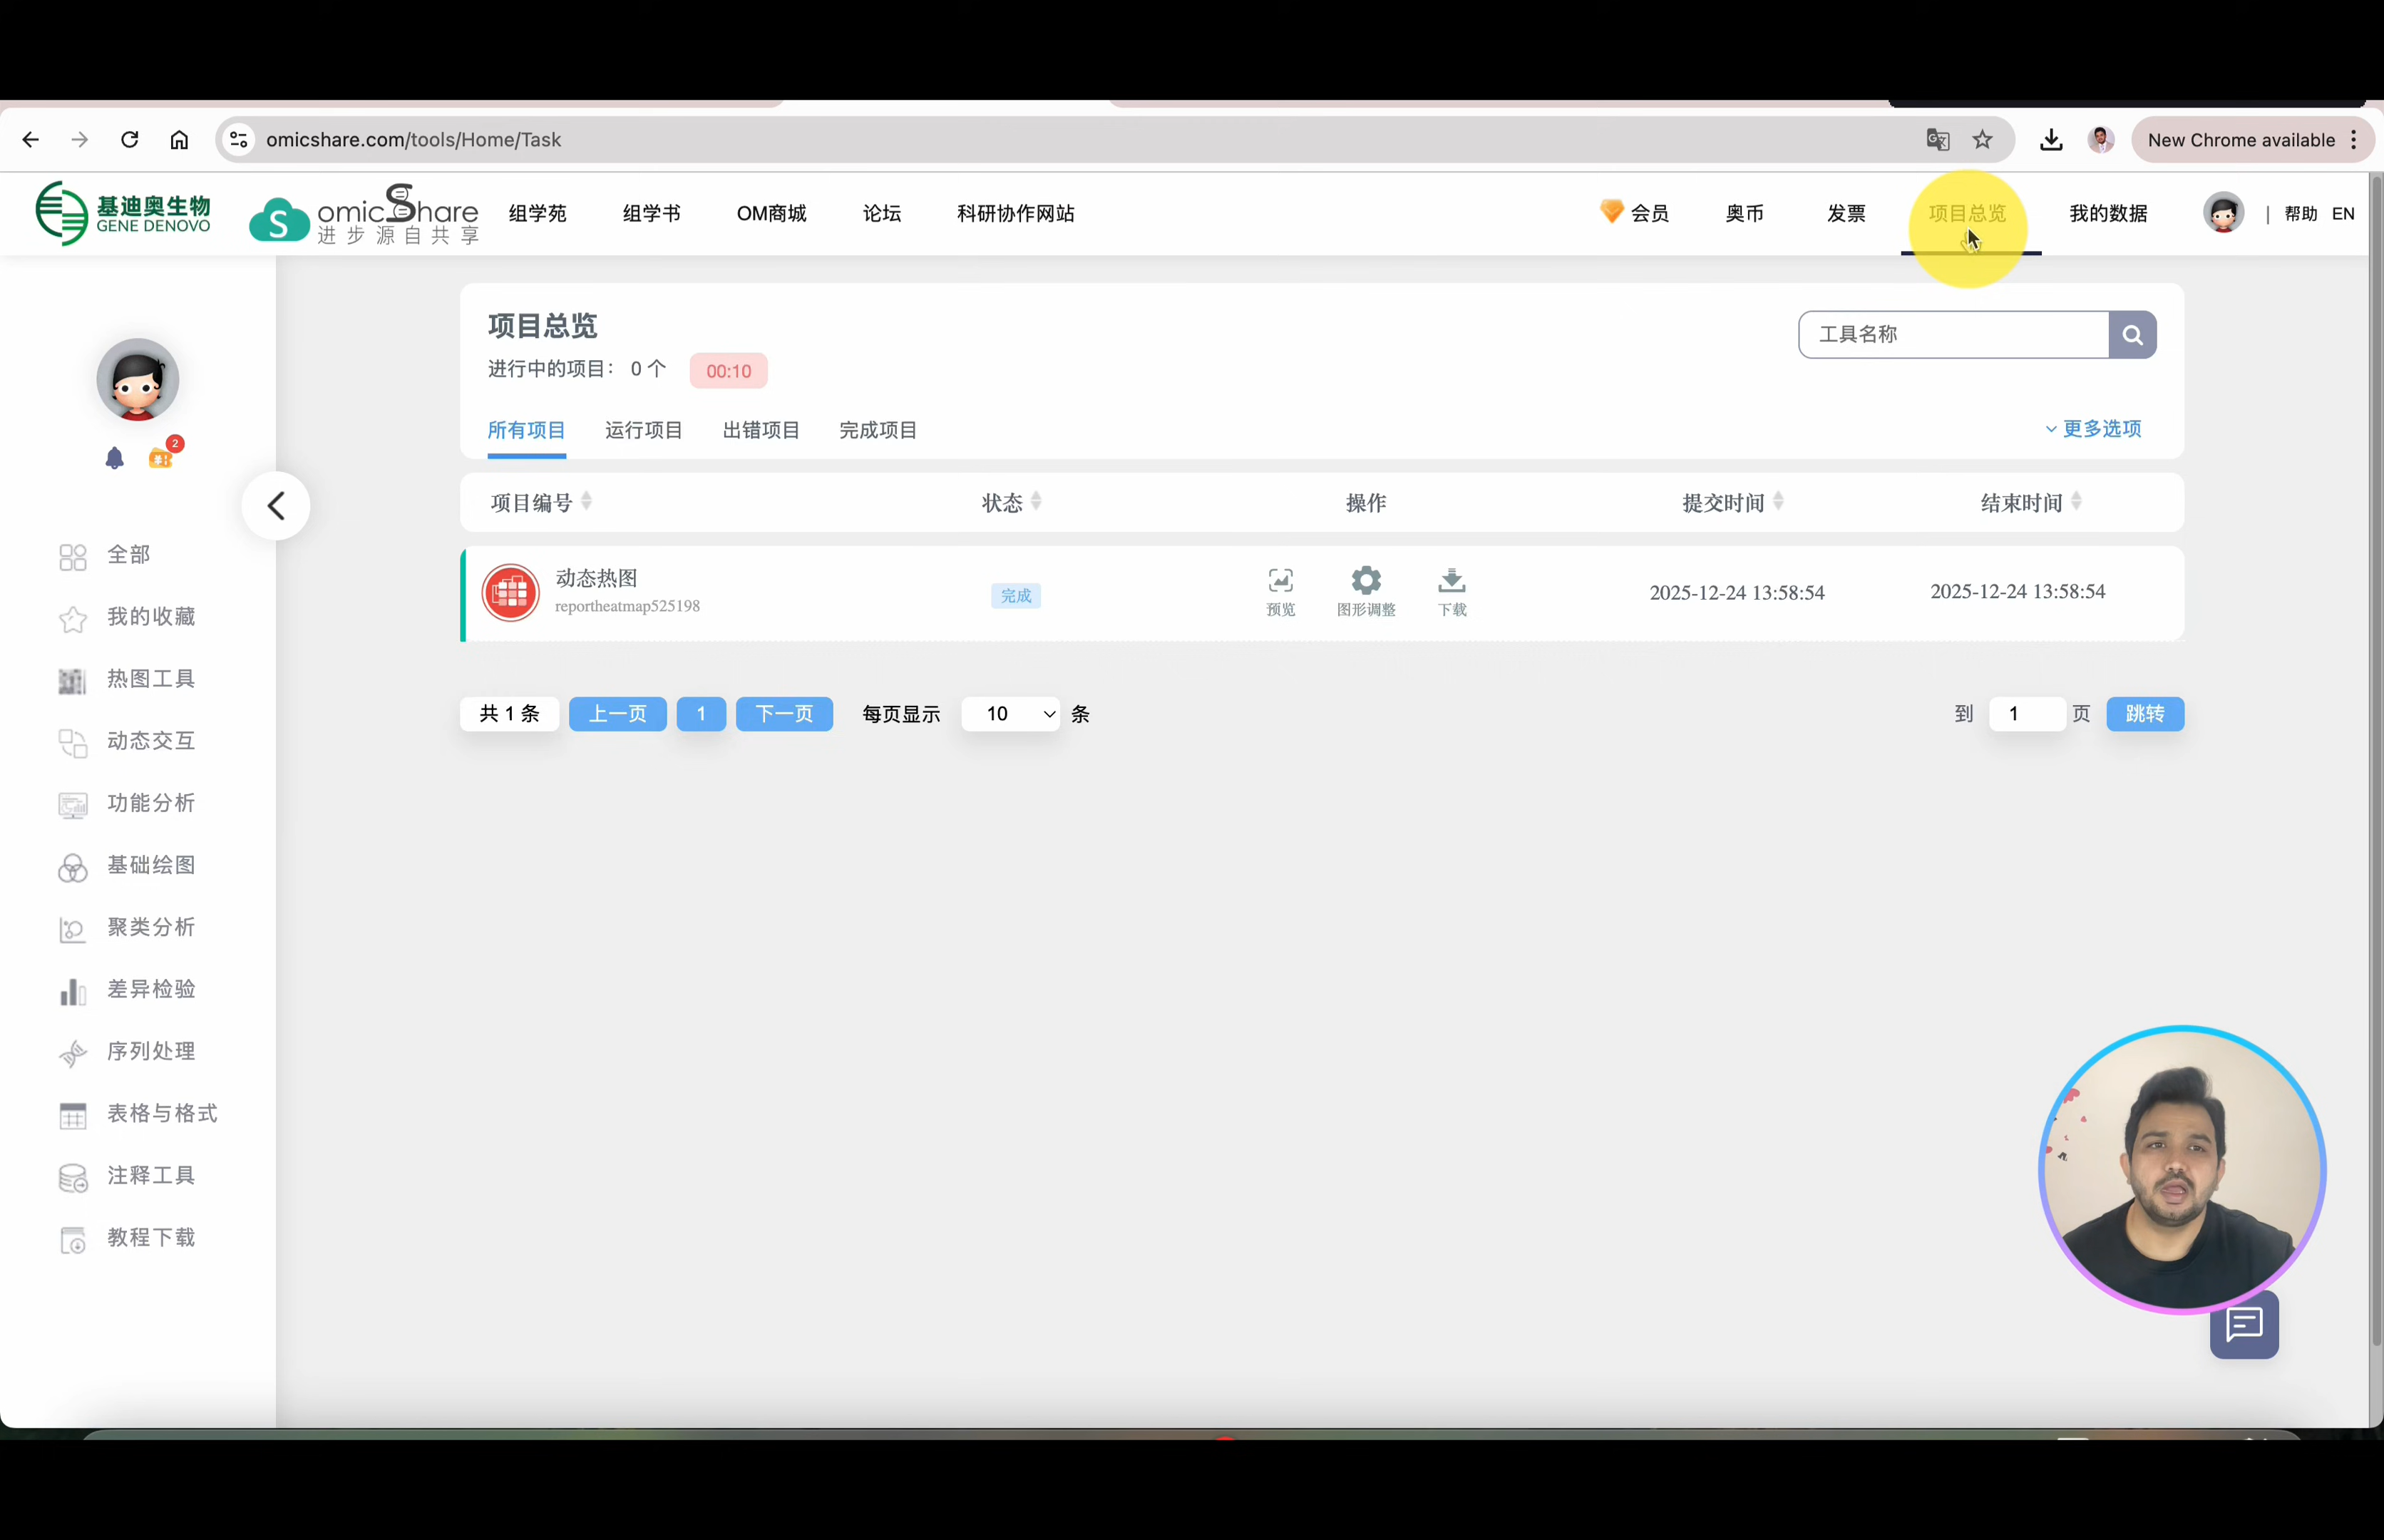 omicshare.com/tools/Home/Task
New Chrome available
基迪奥生物
GENE DENOVO
S
omicShare
进步源自共享
组学苑
组学书
OM商城
论坛
科研协作网站
会员
奥币
发票
项目总览
我的数据
|
帮助
EN
2
全部
我的收藏
热图工具
动态交互
功能分析
基础绘图
聚类分析
差异检验
序列处理
表格与格式
注释工具
教程下载
项目总览
工具名称
进行中的项目: 0 个
00:10
所有项目
运行项目
出错项目
完成项目
更多选项
项目编号
状态
操作
提交时间
结束时间
动态热图
reportheatmap525198
完成
预览
图形调整
下载
2025-12-24 13:58:54
2025-12-24 13:58:54
共 1 条
上一页
1
下一页
每页显示
10
条
到
1
页
跳转